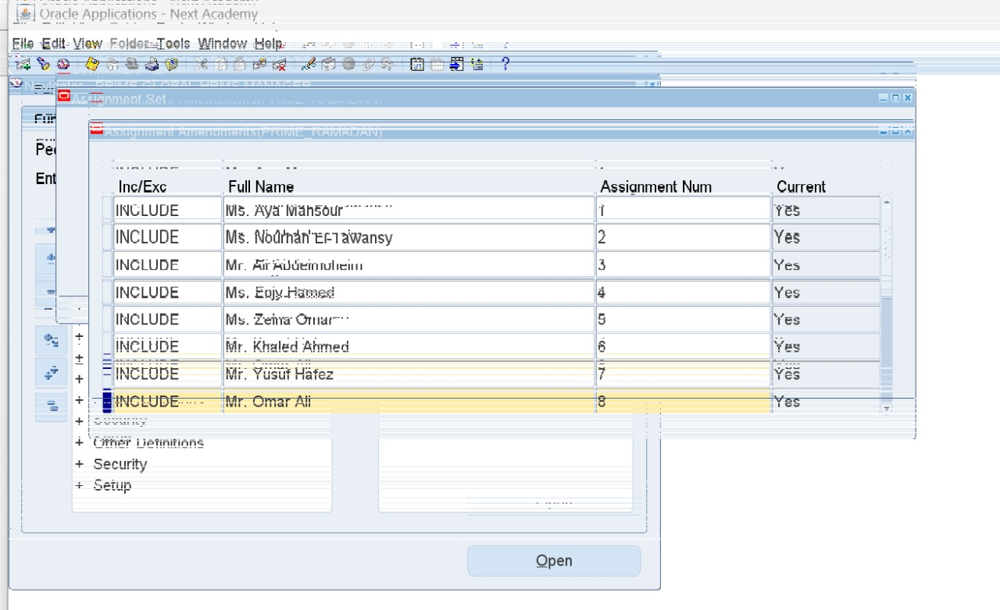 Oracle Applications - Next Academy
File Edit View Folder Tools Window Help
Navigator - PRIME GLOBAL HRMS MANAGER
Assignment Set
Assignment Amendments(PRIME_RAMADAN)
Inc/Exc Full Name Assignment Num Current
INCLUDE Ms. Aya Mansour 1 Yes
INCLUDE Ms. Nourhan El-Tawansy 2 Yes
INCLUDE Mr. Ali Abdelmoneim 3 Yes
INCLUDE Ms. Enjy Hamed 4 Yes
INCLUDE Ms. Zeina Omar 5 Yes
INCLUDE Mr. Khaled Ahmed 6 Yes
INCLUDE Mr. Yusuf Hafez 7 Yes
INCLUDE Mr. Omar Ali 8 Yes
+ Security
+ Other Definitions
+ Security
+ Setup
Open